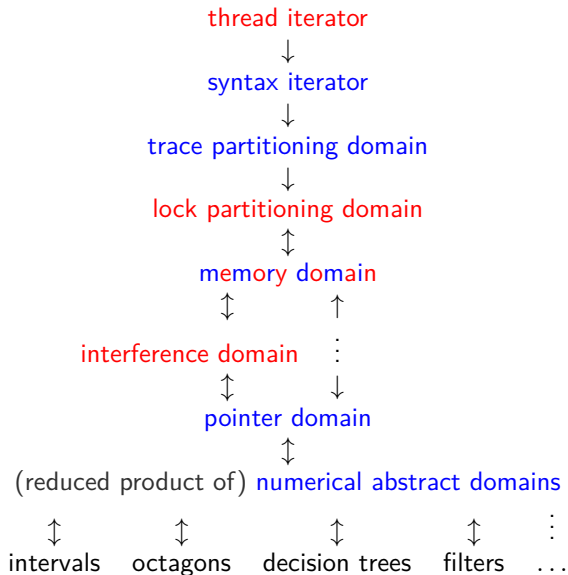 thread iterator
syntax iterator
trace partitioning domain
lock partitioning domain
memory domain
interference domain
pointer domain
(reduced product of) numerical abstract domains
intervals octagons decision trees filters ...